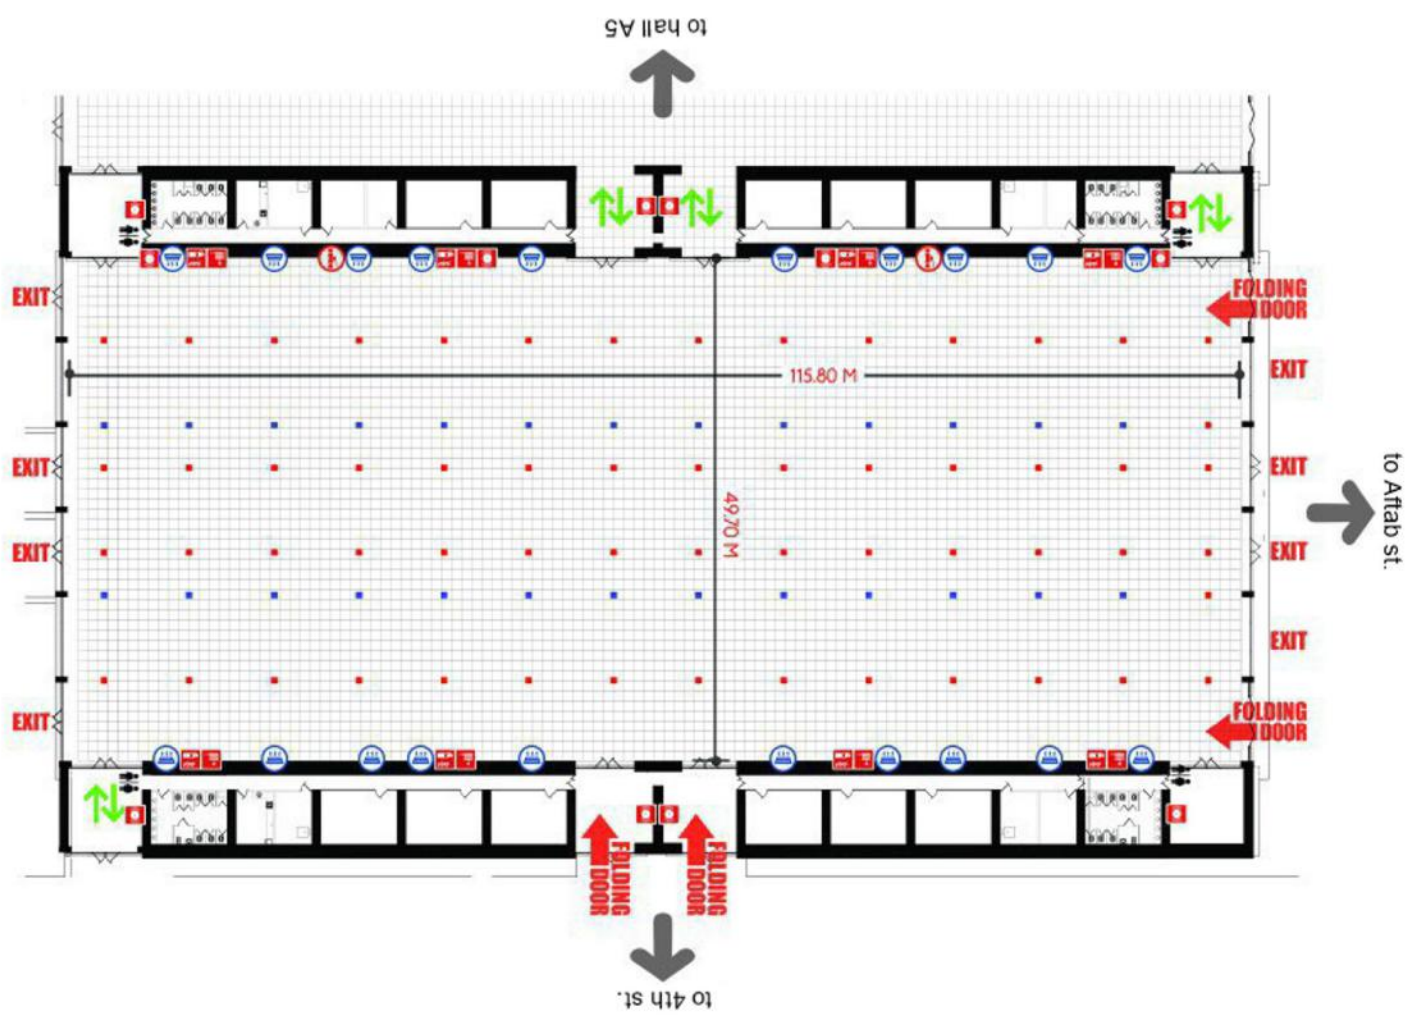 to hall A5
EXIT
FOLDING
DOOR
EXIT
115.80 M
EXIT
EXIT
to Aftab st.
49.70 M
EXIT
EXIT
EXIT
EXIT
FOLDING
DOOR
FOLDING
DOOR
FOLDING
DOOR
to 4th st.